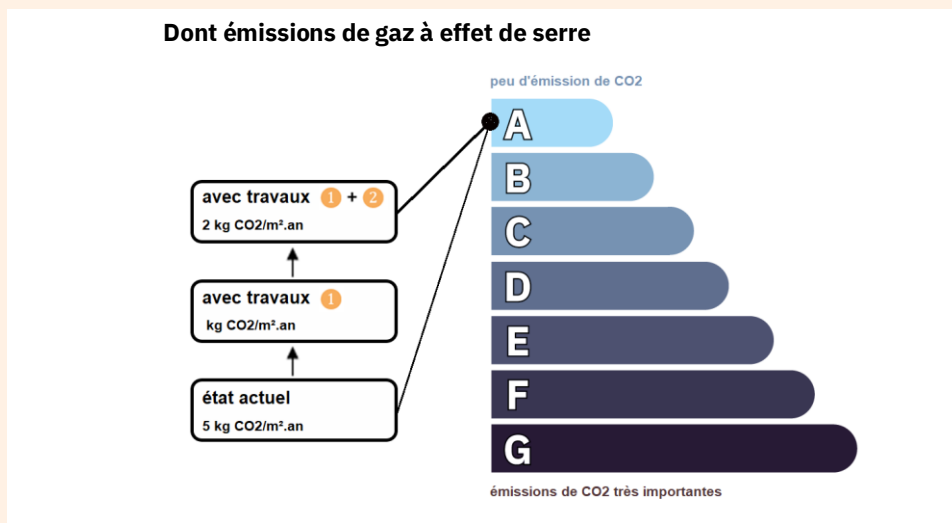 Dont émissions de gaz à effet de serre
peu d'émission de CO2
A
B
C
D
E
F
G
émissions de CO2 très importantes
avec travaux 1 + 2
2 kg CO2/m².an
avec travaux 1
kg CO2/m².an
état actuel
5 kg CO2/m².an